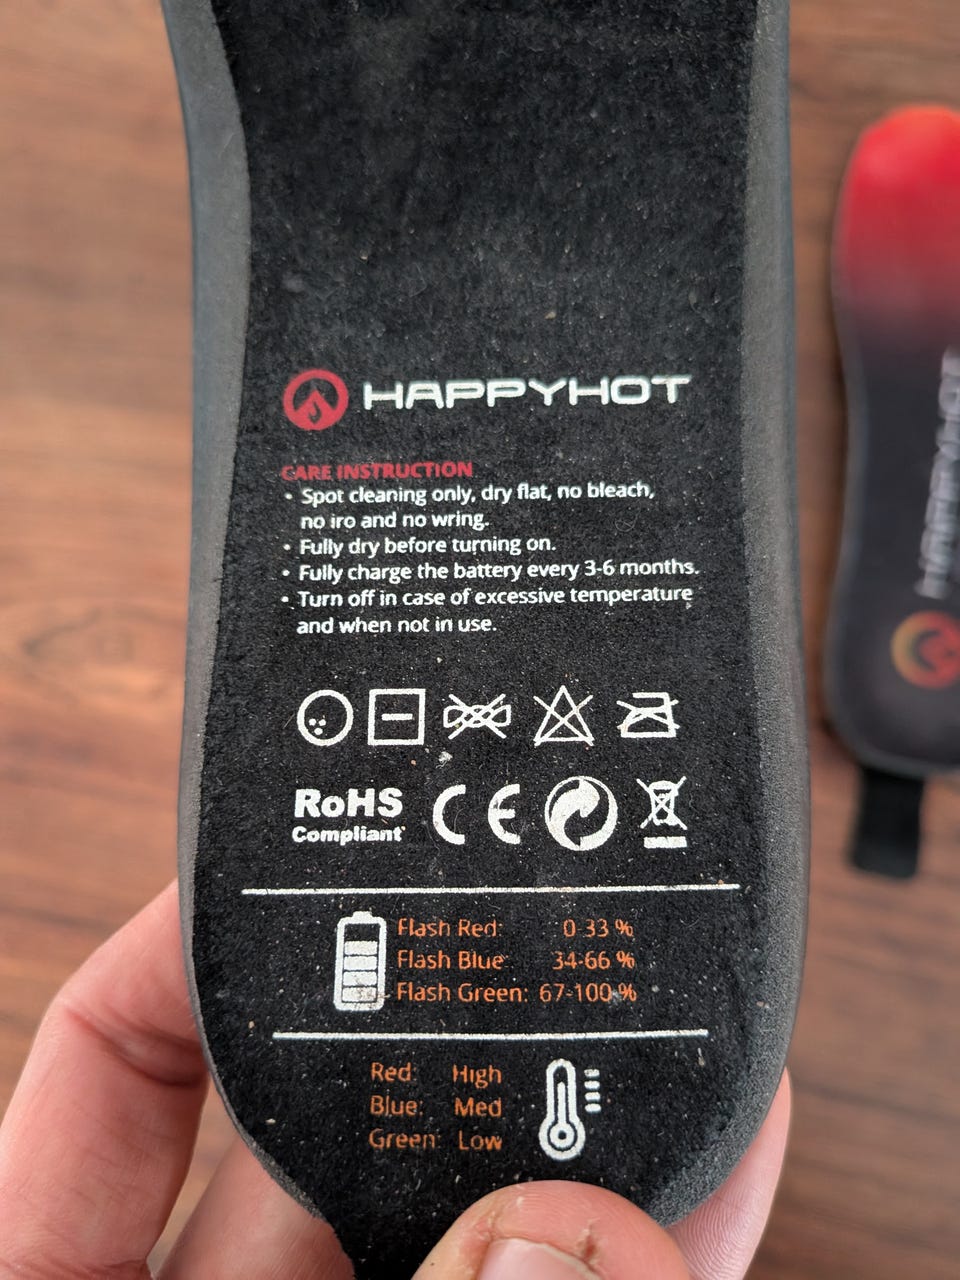 HAPPYHOT
CARE INSTRUCTION
• Spot cleaning only, dry flat, no bleach,
no iro and no wring.
• Fully dry before turning on.
• Fully charge the battery every 3-6 months.
• Turn off in case of excessive temperature
and when not in use.
RoHS
Compliant
CE
Flash Red: 0-33 %
Flash Blue: 34-66 %
Flash Green: 67-100 %
Red: High
Blue: Med
Green: Low
HAPPYHOT